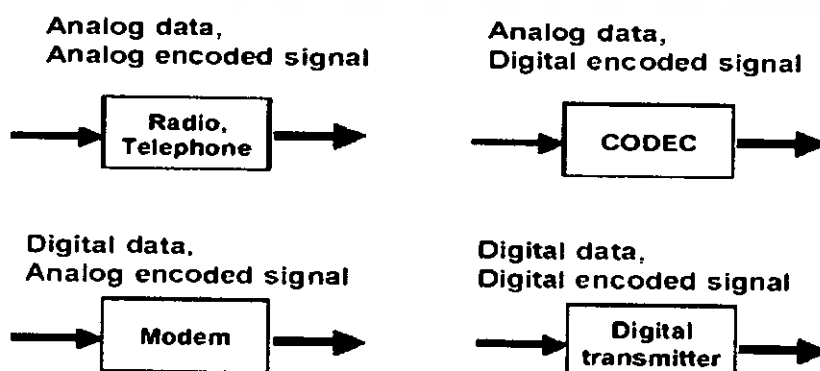 Analog data,
Analog encoded signal
Radio,
Telephone
Analog data,
Digital encoded signal
CODEC
Digital data,
Analog encoded signal
Modem
Digital data,
Digital encoded signal
Digital
transmitter